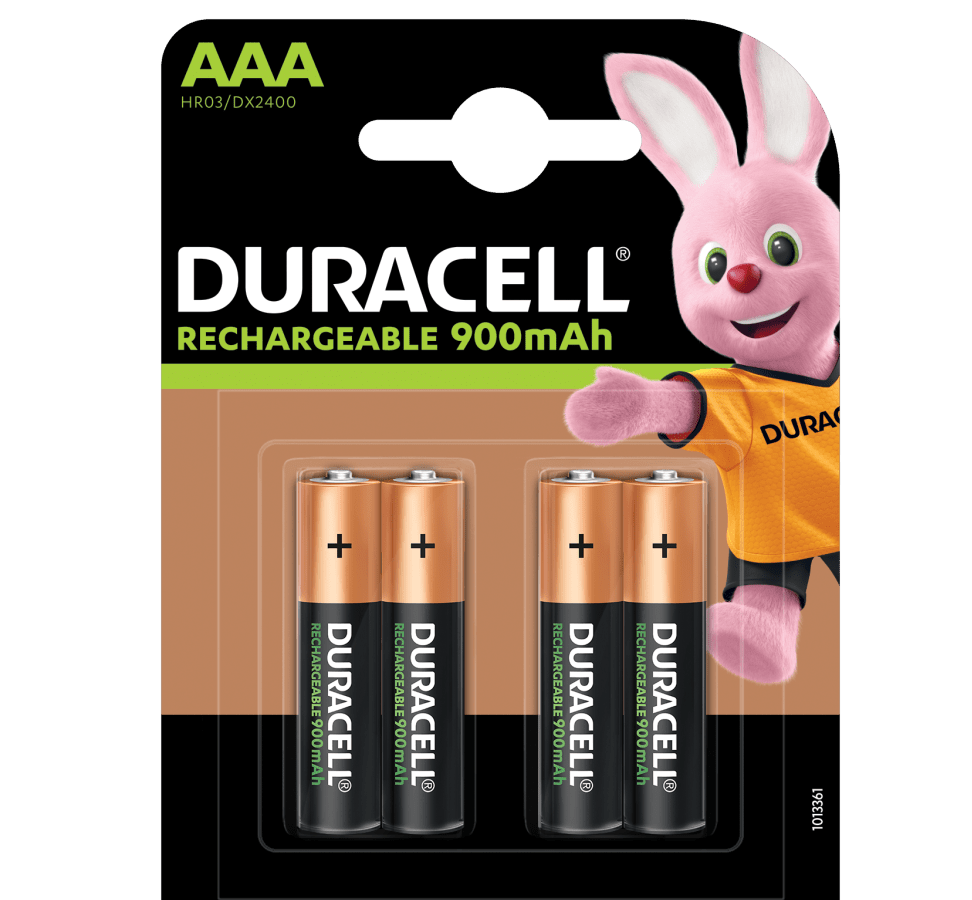 AAA
HR03/DX2400
DURACELL®
RECHARGEABLE 900mAh
DURAC
+
+
+
+
DURACELL®
RECHARGEABLE 900mAh
DURACELL®
RECHARGEABLE 900mAh
DURACELL®
RECHARGEABLE 900mAh
DURACELL®
RECHARGEABLE 900mAh
1013361